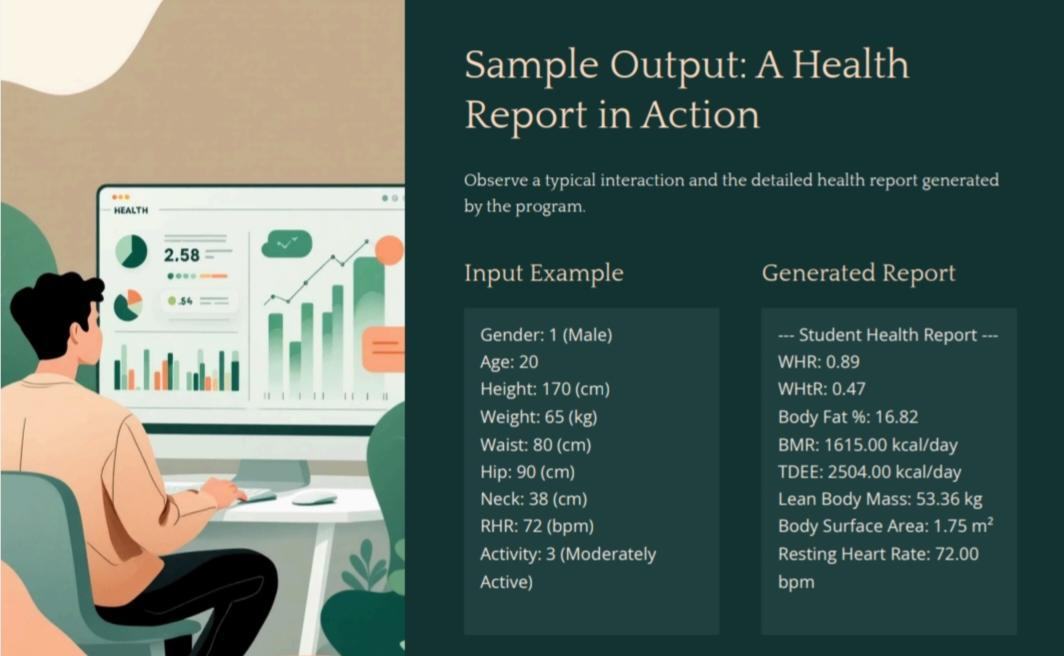 Sample Output: A Health
Report in Action
Observe a typical interaction and the detailed health report generated
by the program.
HEALTH
2.58
.54
Input Example
Gender: 1 (Male)
Age: 20
Height: 170 (cm)
Weight: 65 (kg)
Waist: 80 (cm)
Hip: 90 (cm)
Neck: 38 (cm)
RHR: 72 (bpm)
Activity: 3 (Moderately
Active)
Generated Report
--- Student Health Report ---
WHR: 0.89
WHtR: 0.47
Body Fat %: 16.82
BMR: 1615.00 kcal/day
TDEE: 2504.00 kcal/day
Lean Body Mass: 53.36 kg
Body Surface Area: 1.75 m²
Resting Heart Rate: 72.00
bpm